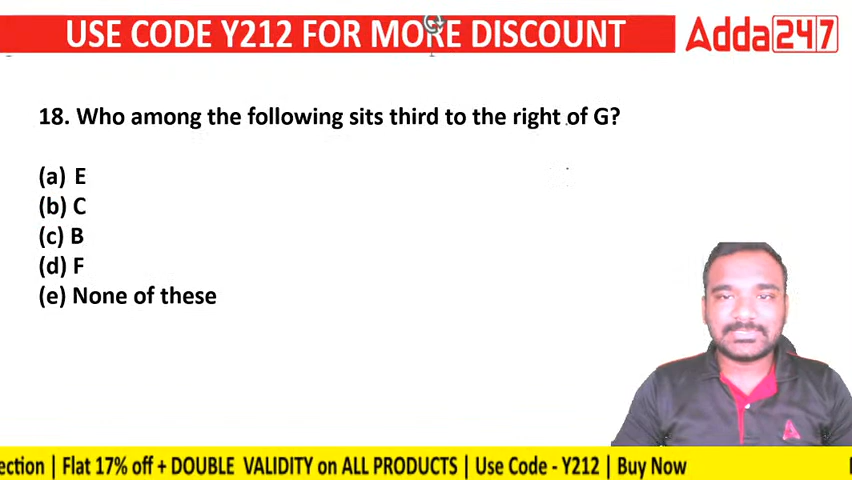 USE CODE Y212 FOR MORE DISCOUNT
Adda247
18. Who among the following sits third to the right of G?
(a) E
(b) C
(c) B
(d) F
(e) None of these
ection | Flat 17% off + DOUBLE VALIDITY on ALL PRODUCTS | Use Code - Y212 | Buy Now